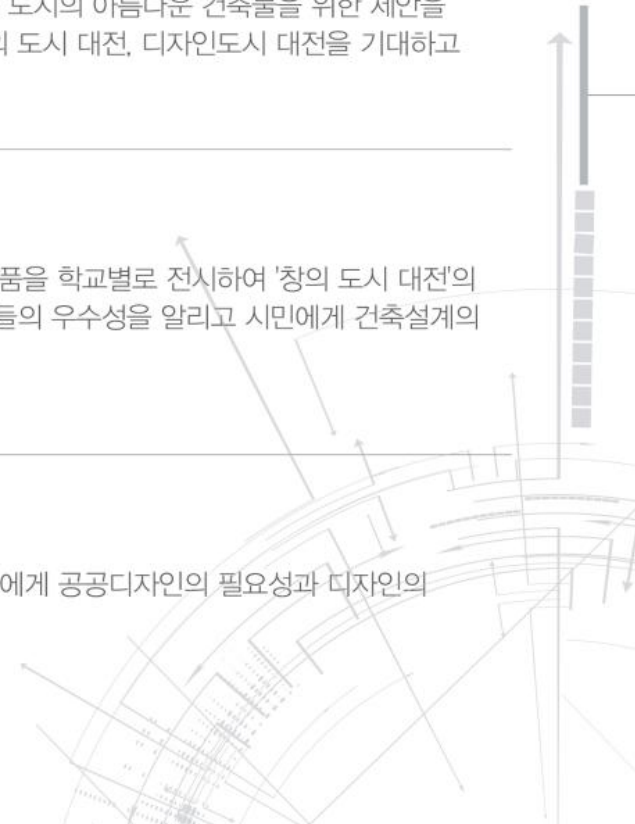 도시의 아름다운 건축물을 위한 제안을
도시 대전, 디자인도시 대전을 기대하고
품을 학교별로 전시하여 '창의 도시 대전'의
들의 우수성을 알리고 시민에게 건축설계의
에게 공공디자인의 필요성과 디자인의